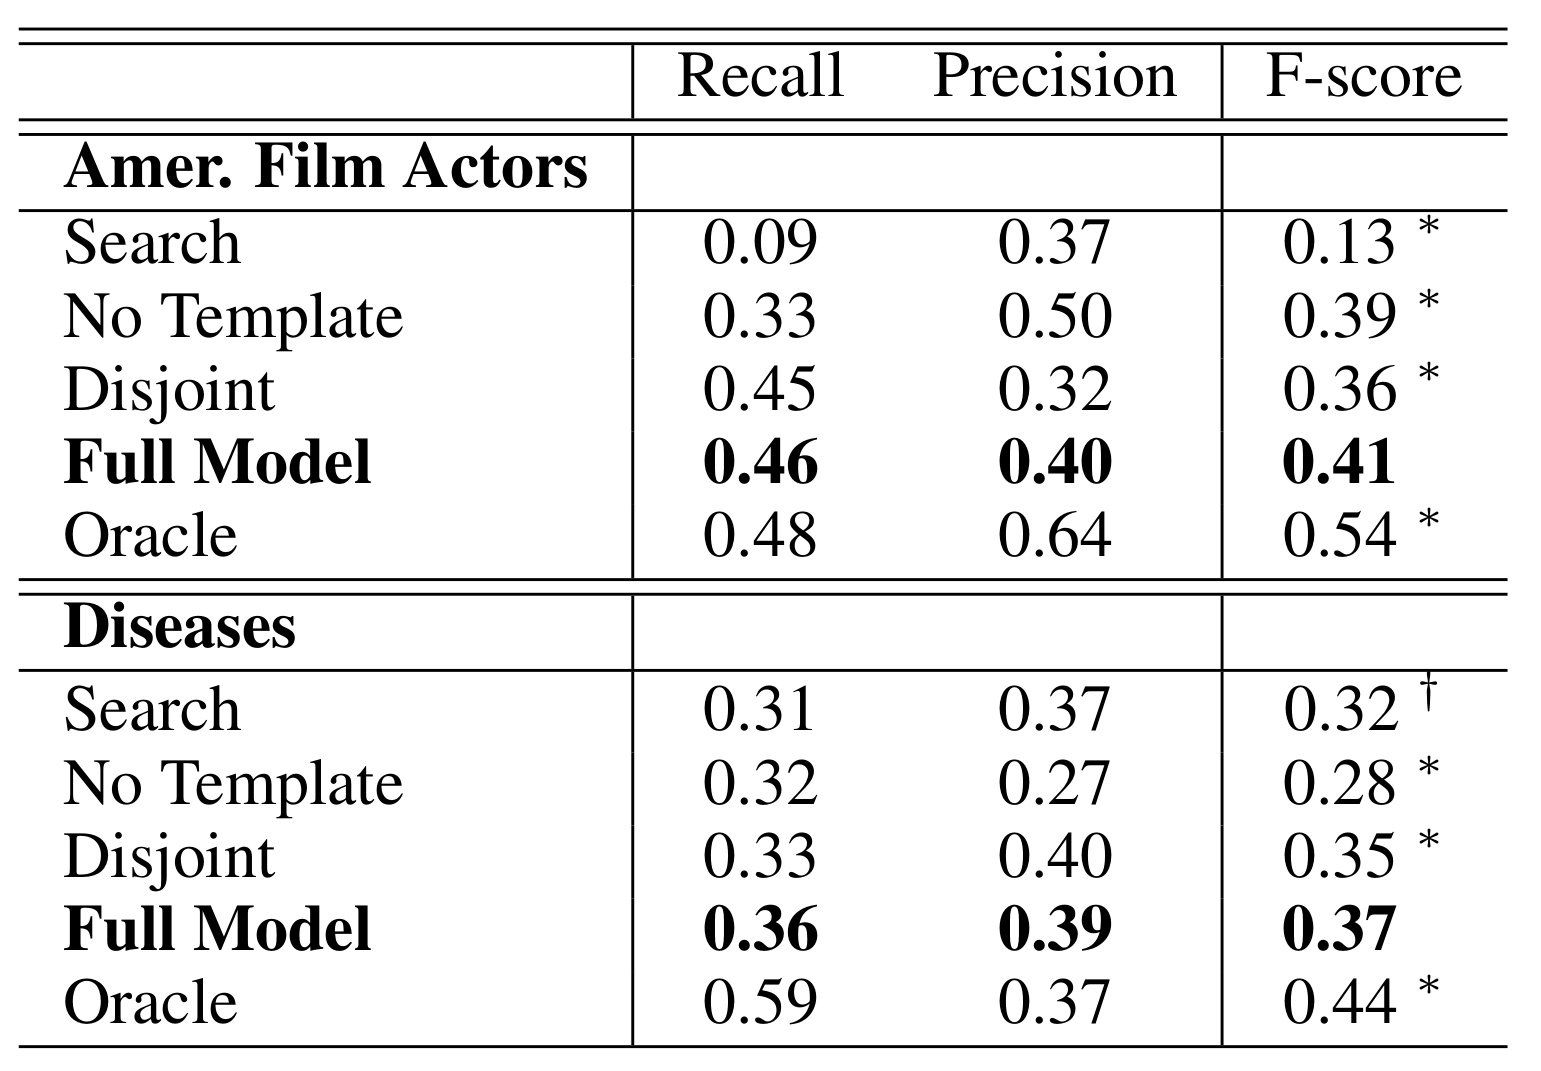 Recall Precision F-score
Amer. Film Actors
Search 0.09 0.37 0.13 *
No Template 0.33 0.50 0.39 *
Disjoint 0.45 0.32 0.36 *
Full Model 0.46 0.40 0.41
Oracle 0.48 0.64 0.54 *
Diseases
Search 0.31 0.37 0.32 †
No Template 0.32 0.27 0.28 *
Disjoint 0.33 0.40 0.35 *
Full Model 0.36 0.39 0.37
Oracle 0.59 0.37 0.44 *